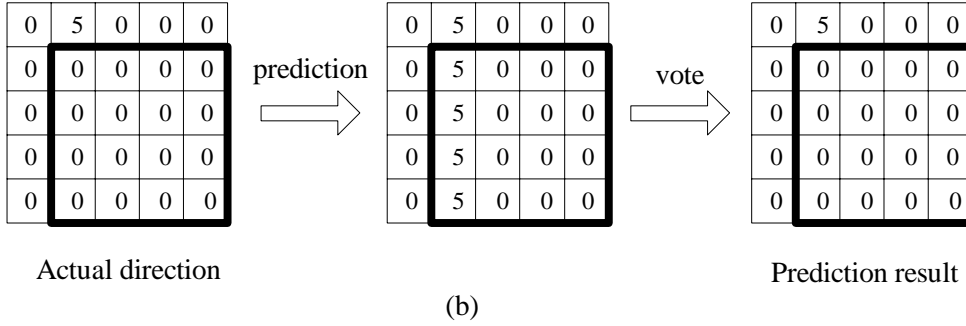 0 5 0 0 0 0 5 0 0 0 0 5 0 0 0
0 0 0 0 0 prediction 0 5 0 0 0 vote 0 0 0 0 0
0 0 0 0 0 0 5 0 0 0 0 0 0 0 0
0 0 0 0 0 0 5 0 0 0 0 0 0 0 0
0 0 0 0 0 0 5 0 0 0 0 0 0 0 0
Actual direction Prediction result
(b)